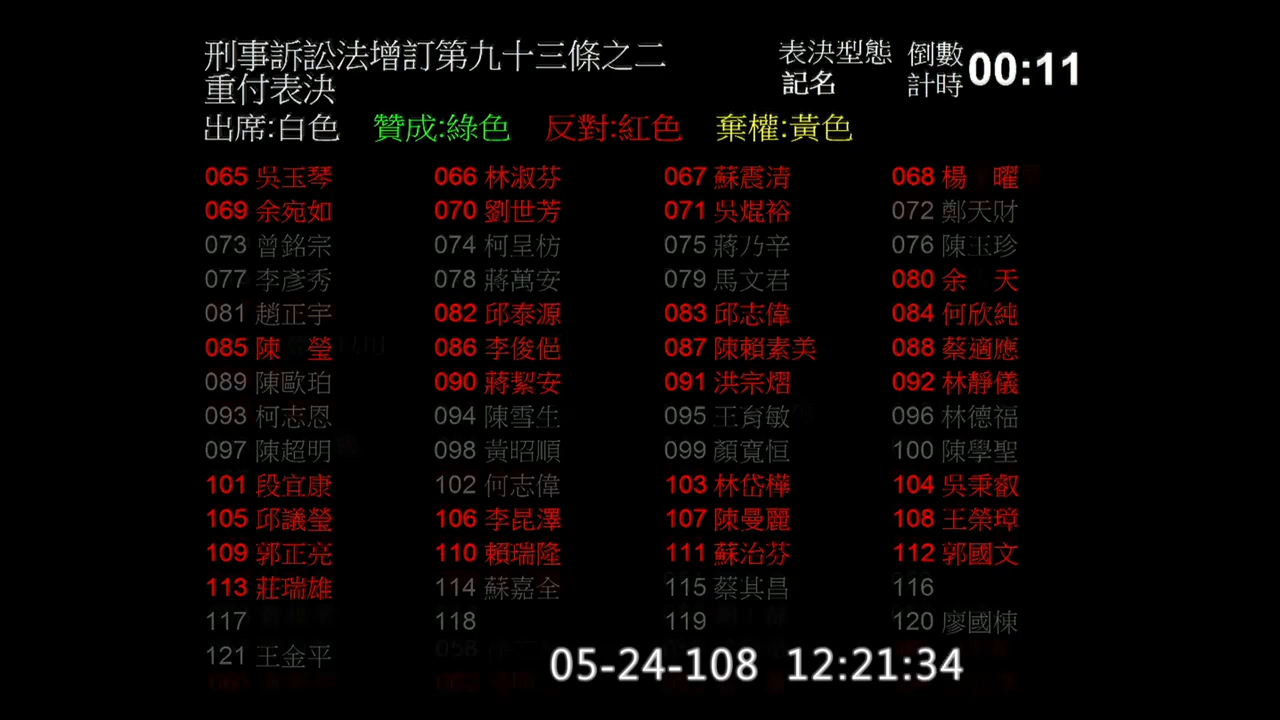 刑事訴訟法增訂第九十三條之二
重付表決
表決型態
記名
倒數
計時
00:11
出席:白色 贊成:綠色 反對:紅色 棄權:黃色
065 吳玉琴 066 林淑芬 067 蘇震清 068 楊 曜
069 余宛如 070 劉世芳 071 吳焜裕 072 鄭天財
073 曾銘宗 074 柯呈枋 075 蔣乃辛 076 陳玉珍
077 李彥秀 078 蔣萬安 079 馬文君 080 余 天
081 趙正宇 082 邱泰源 083 邱志偉 084 何欣純
085 陳 瑩 086 李俊俋 087 陳賴素美 088 蔡適應
089 陳歐珀 090 蔣絜安 091 洪宗熠 092 林靜儀
093 柯志恩 094 陳雪生 095 王育敏 096 林德福
097 陳超明 098 黃昭順 099 顏寬恒 100 陳學聖
101 段宜康 102 何志偉 103 林岱樺 104 吳秉叡
105 邱議瑩 106 李昆澤 107 陳曼麗 108 王榮璋
109 郭正亮 110 賴瑞隆 111 蘇治芬 112 郭國文
113 莊瑞雄 114 蘇嘉全 115 蔡其昌 116
117 118 119 120 廖國棟
121 王金平
05-24-108 12:21:34